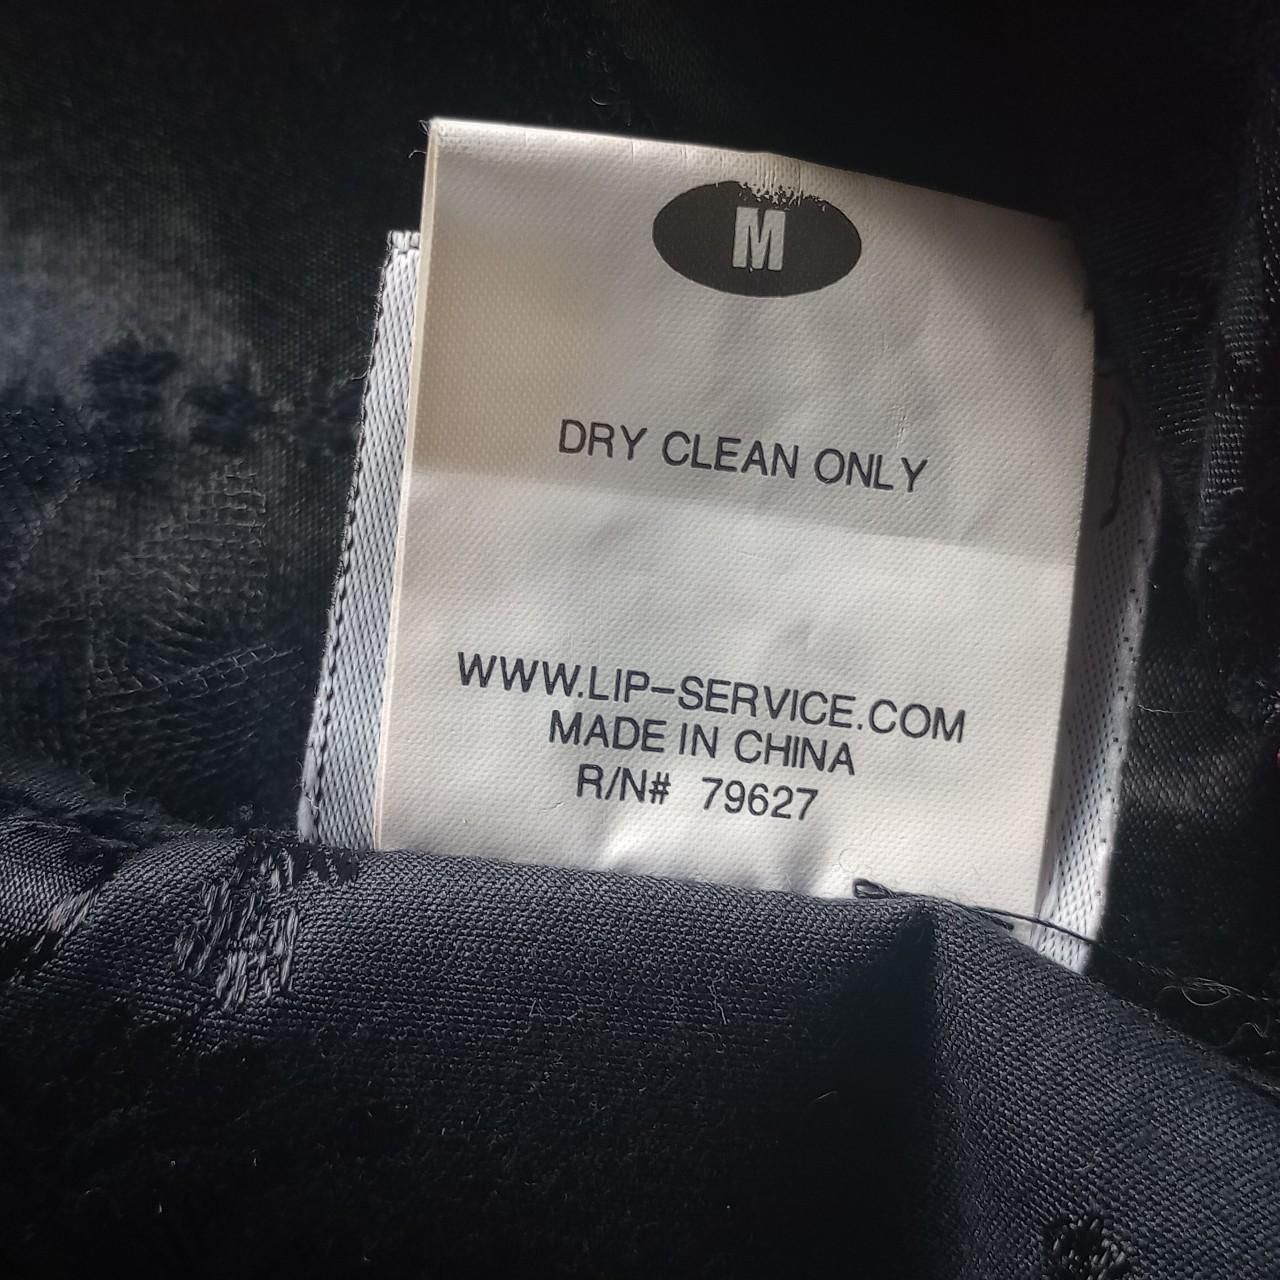 M
DRY CLEAN ONLY
WWW.LIP-SERVICE.COM
MADE IN CHINA
R/N# 79627